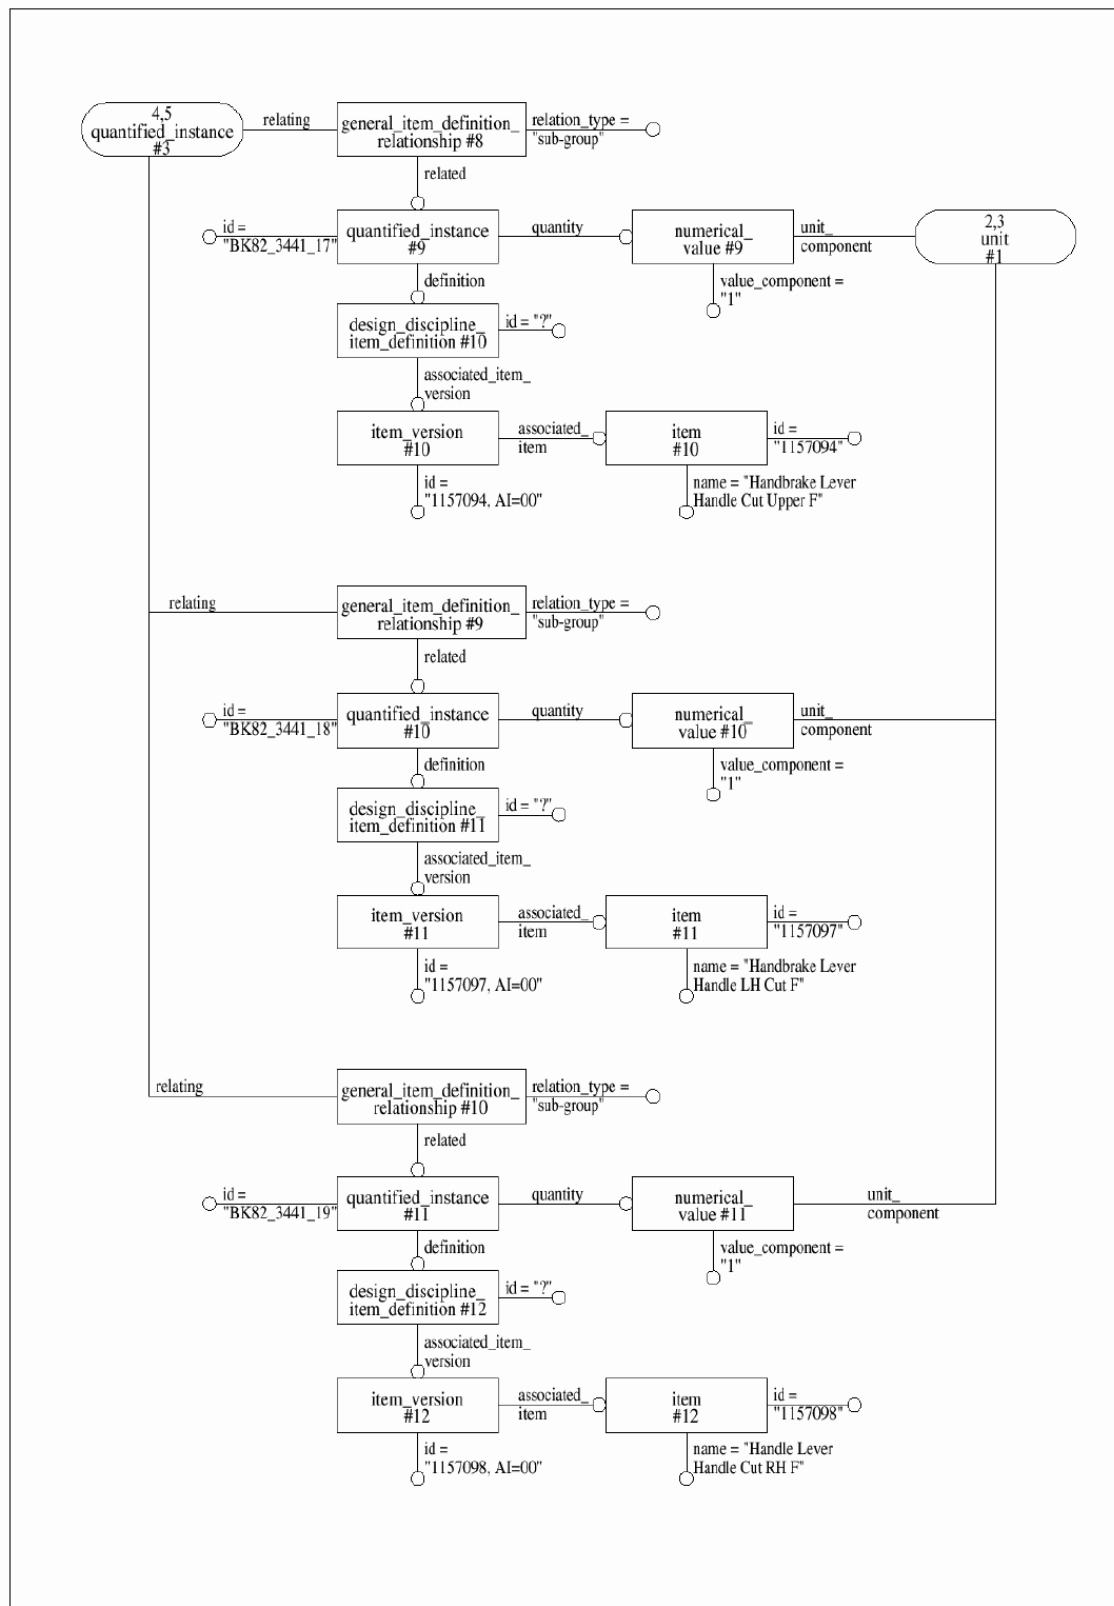 4,5
quantified_instance
#3
relating
general_item_definition_
relationship #8
relation_type =
"sub-group"
related
id =
"BK82_3441_17"
quantified_instance
#9
quantity
numerical_
value #9
unit_
component
2,3
unit
#1
definition
value_component =
"1"
design_discipline_
item_definition #10
id = "?"
associated_item_
version
item_version
#10
associated_
item
item
#10
id =
"1157094"
id =
"1157094, AI=00"
name = "Handbrake Lever
Handle Cut Upper F"
relating
general_item_definition_
relationship #9
relation_type =
"sub-group"
related
id =
"BK82_3441_18"
quantified_instance
#10
quantity
numerical_
value #10
unit_
component
definition
value_component =
"1"
design_discipline_
item_definition #11
id = "?"
associated_item_
version
item_version
#11
associated_
item
item
#11
id =
"1157097"
id =
"1157097, AI=00"
name = "Handbrake Lever
Handle LH Cut F"
relating
general_item_definition_
relationship #10
relation_type =
"sub-group"
related
id =
"BK82_3441_19"
quantified_instance
#11
quantity
numerical_
value #11
unit_
component
definition
value_component =
"1"
design_discipline_
item_definition #12
id = "?"
associated_item_
version
item_version
#12
associated_
item
item
#12
id =
"1157098"
id =
"1157098, AI=00"
name = "Handle Lever
Handle Cut RH F"